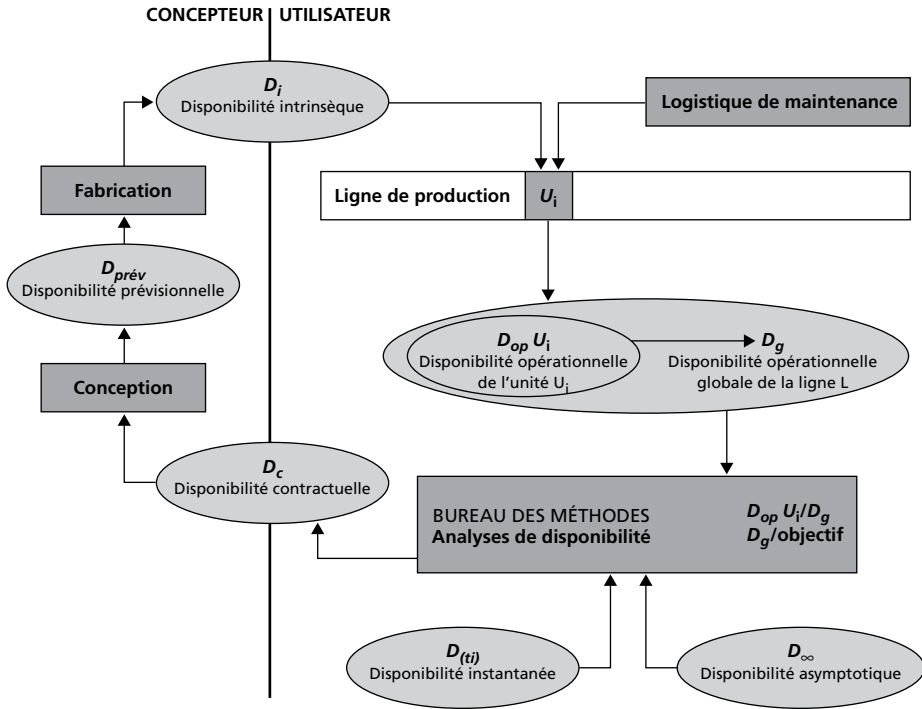 CONCEPTEUR UTILISATEUR
D_i
Disponibilité intrinsèque
Logistique de maintenance
Fabrication
Ligne de production
U_i
D_prév
Disponibilité prévisionnelle
D_op U_i
Disponibilité opérationnelle
de l'unité U_i
D_g
Disponibilité opérationnelle
globale de la ligne L
Conception
D_c
Disponibilité contractuelle
BUREAU DES MÉTHODES
Analyses de disponibilité
D_op U_i/D_g
D_g/objectif
D_(ti)
Disponibilité instantanée
D_∞
Disponibilité asymptotique